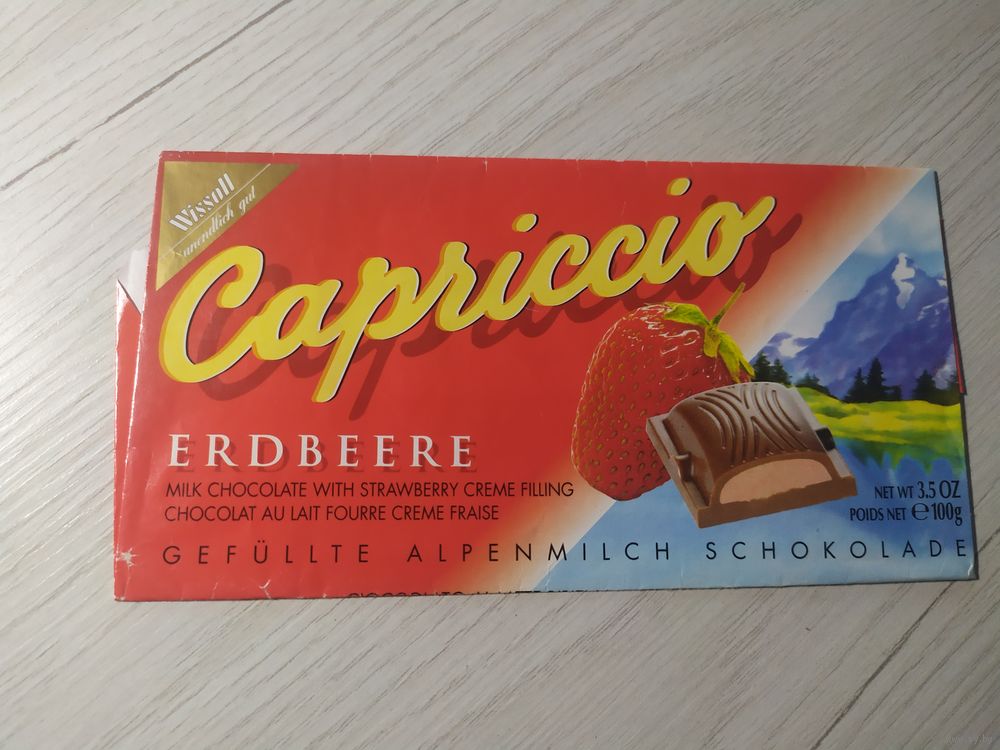 Wissoll
unendlich gut
Capriccio
ERDBEERE
MILK CHOCOLATE WITH STRAWBERRY CREME FILLING
CHOCOLAT AU LAIT FOURRE CREME FRAISE
NET WT 3.5 OZ
POIDS NET ℮ 100g
GEFÜLLTE ALPENMILCH SCHOKOLADE